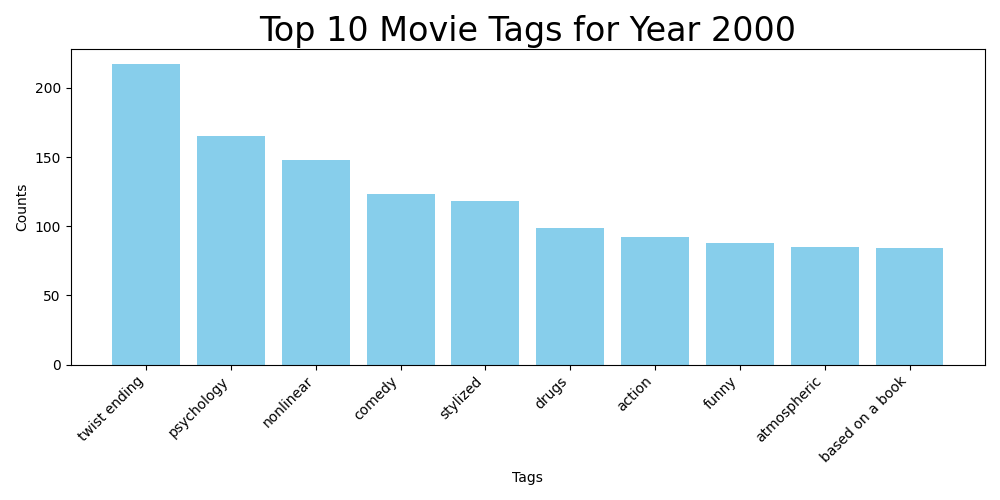 Top 10 Movie Tags for Year 2000
Counts
200
150
100
50
0
twist ending
psychology
nonlinear
comedy
stylized
drugs
action
funny
atmospheric
based on a book
Tags